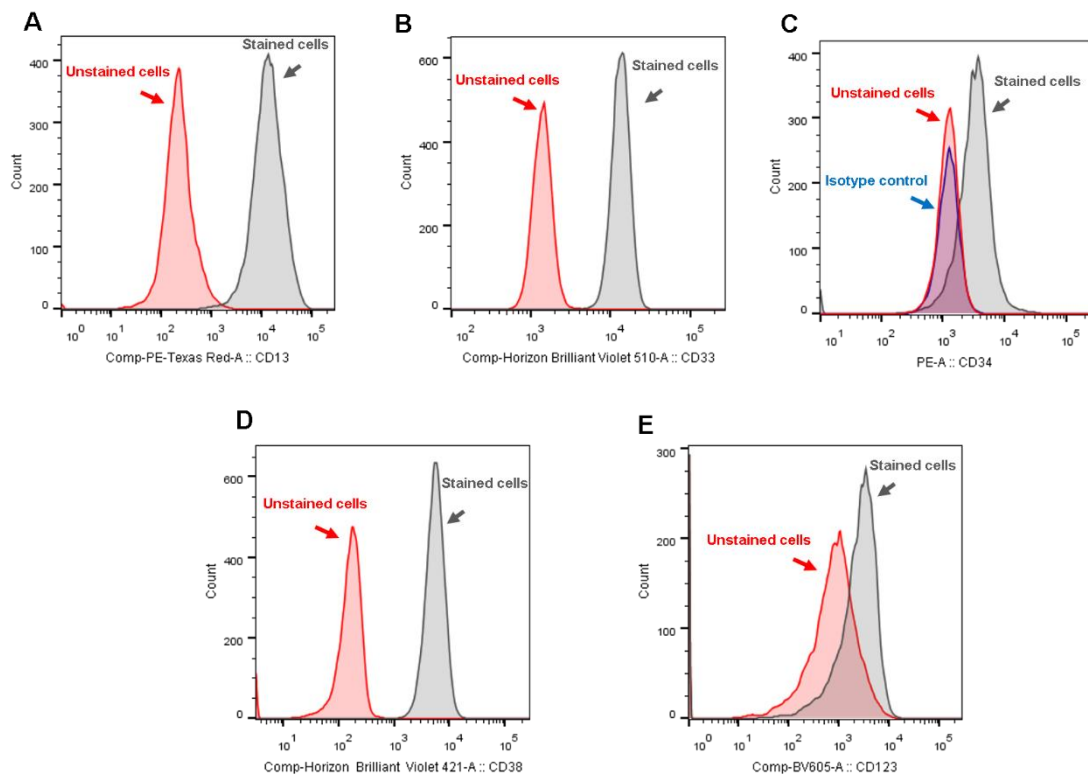 A
Stained cells
Unstained cells
400
300
200
100
0
Count
10^0 10^1 10^2 10^3 10^4 10^5
Comp-PE-Texas Red-A :: CD13
B
Unstained cells
Stained cells
600
400
200
0
Count
10^2 10^3 10^4 10^5
Comp-Horizon Brilliant Violet 510-A :: CD33
C
Stained cells
Unstained cells
Isotype control
400
300
200
100
0
Count
10^1 10^2 10^3 10^4 10^5
PE-A :: CD34
D
Unstained cells
Stained cells
600
400
200
0
Count
10^1 10^2 10^3 10^4 10^5
Comp-Horizon Brilliant Violet 421-A :: CD38
E
Stained cells
Unstained cells
300
200
100
0
Count
10^0 10^1 10^2 10^3 10^4 10^5
Comp-BV605-A :: CD123